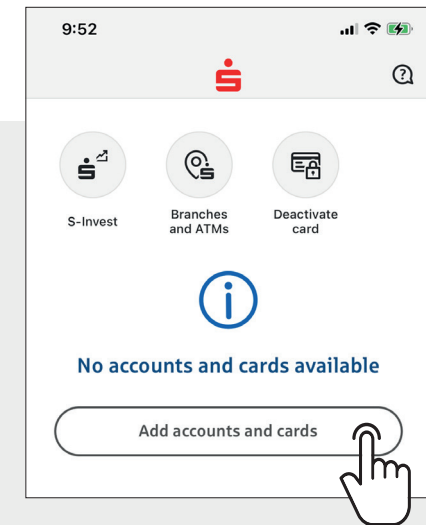 9:52
S-Invest
Branches
and ATMs
Deactivate
card
No accounts and cards available
Add accounts and cards